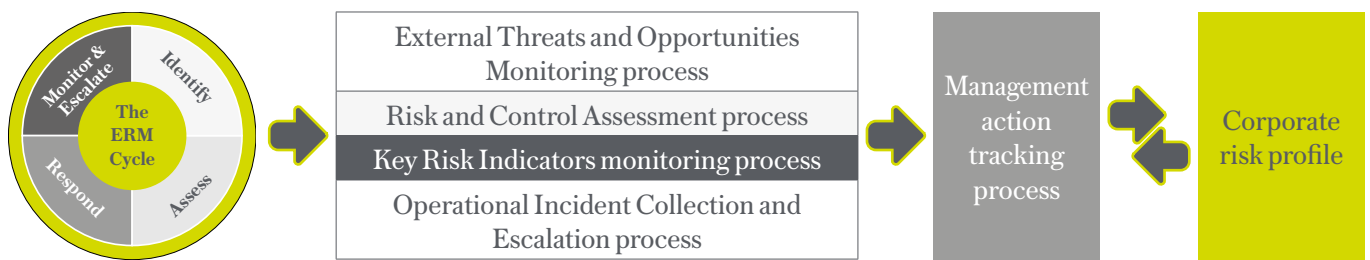 Monitor &
Escalate
Identify
The
ERM
Cycle
Respond
Assess
External Threats and Opportunities
Monitoring process
Risk and Control Assessment process
Key Risk Indicators monitoring process
Operational Incident Collection and
Escalation process
Management
action
tracking
process
Corporate
risk profile